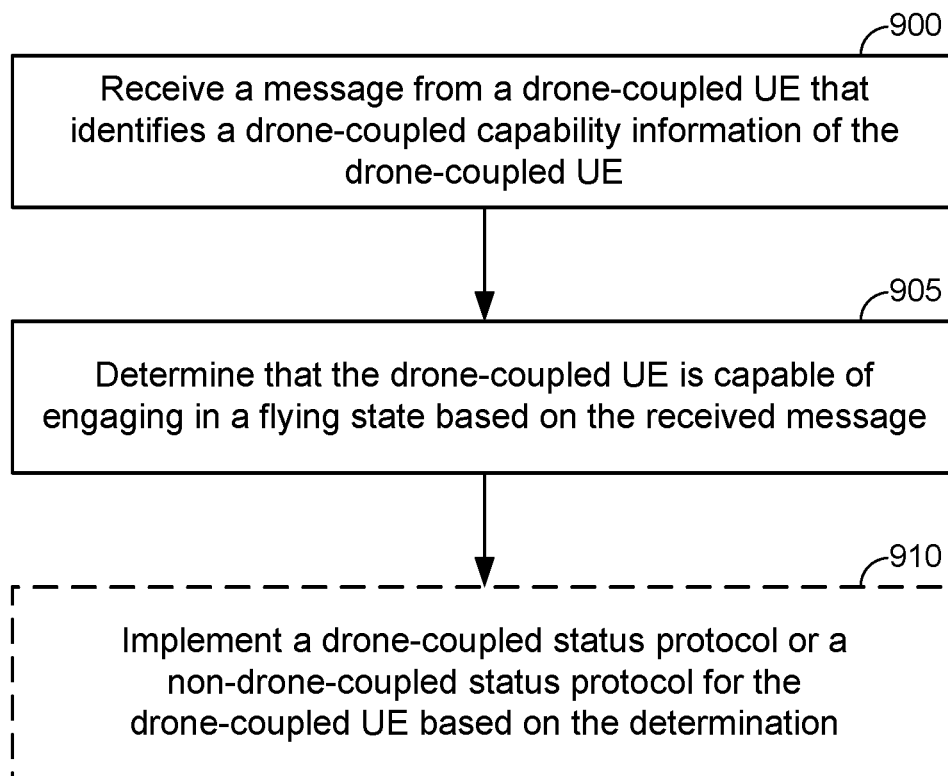 900
Receive a message from a drone-coupled UE that
identifies a drone-coupled capability information of the
drone-coupled UE
905
Determine that the drone-coupled UE is capable of
engaging in a flying state based on the received message
910
Implement a drone-coupled status protocol or a
non-drone-coupled status protocol for the
drone-coupled UE based on the determination